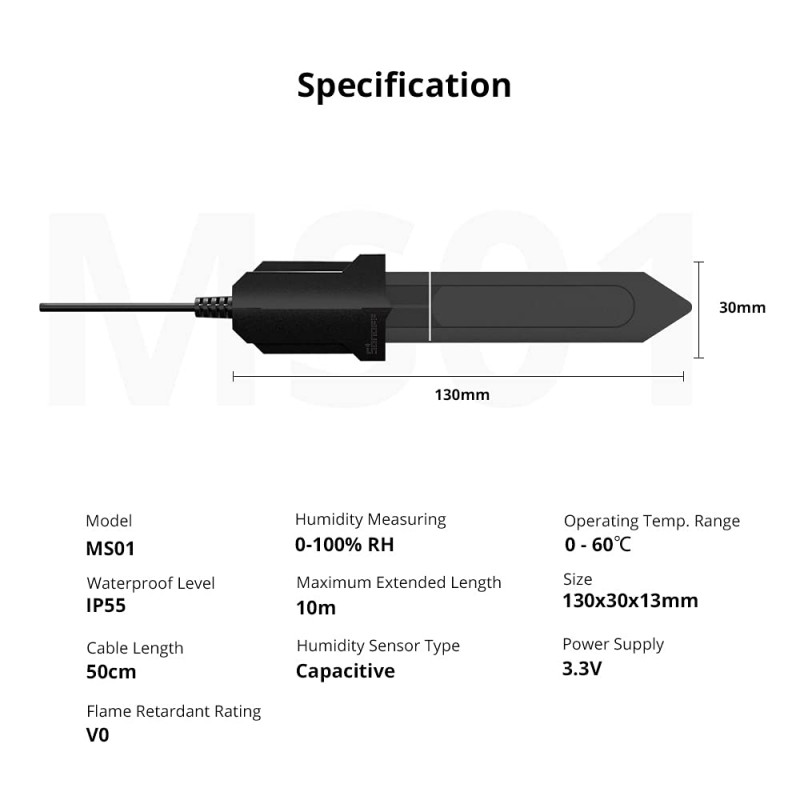 Specification
MS01
SONOFF
30mm
130mm
Model
MS01
Humidity Measuring
0-100% RH
Operating Temp. Range
0 - 60℃
Waterproof Level
IP55
Maximum Extended Length
10m
Size
130x30x13mm
Cable Length
50cm
Humidity Sensor Type
Capacitive
Power Supply
3.3V
Flame Retardant Rating
V0